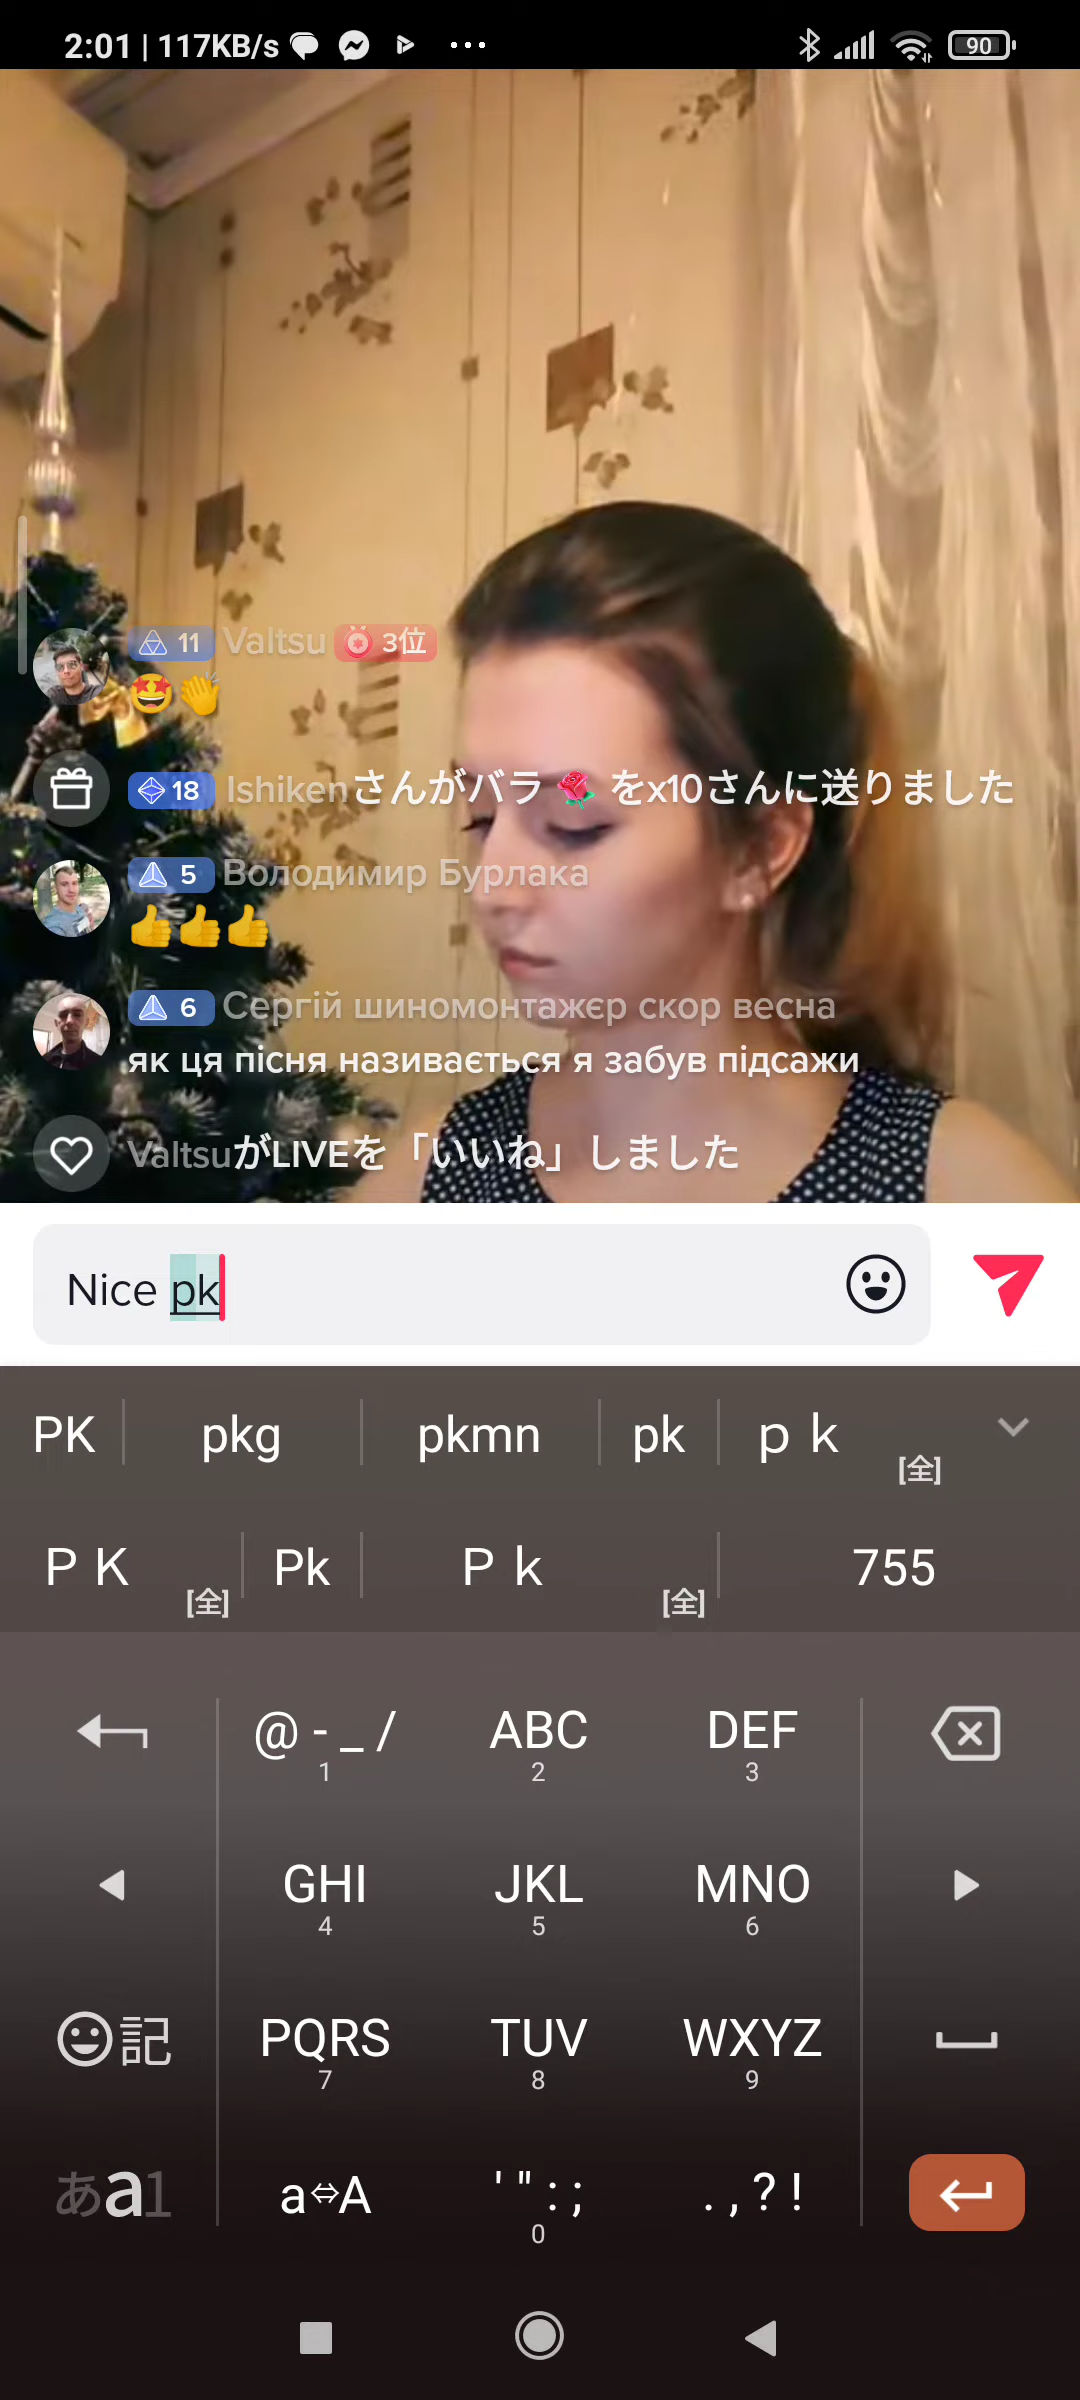 2:01 | 117KB/s 90
11 Valtsu 3位
🤩👏
18 Ishikenさんがバラ 🌹 をx10さんに送りました
5 Володимир Бурлака
👍👍👍
6 Сергій шиномонтажєр скор весна
як ця пісня називається я забув підсажи
ValtsuがLIVEを「いいね」しました
Nice pk
PK pkg pkmn pk ｐｋ [全]
ＰＫ [全] Pk Ｐｋ [全] 755
@ - _ / ABC DEF
1 2 3
GHI JKL MNO
4 5 6
記 PQRS TUV WXYZ
7 8 9
あa1 a⇔A ' " : ; . , ? !
0